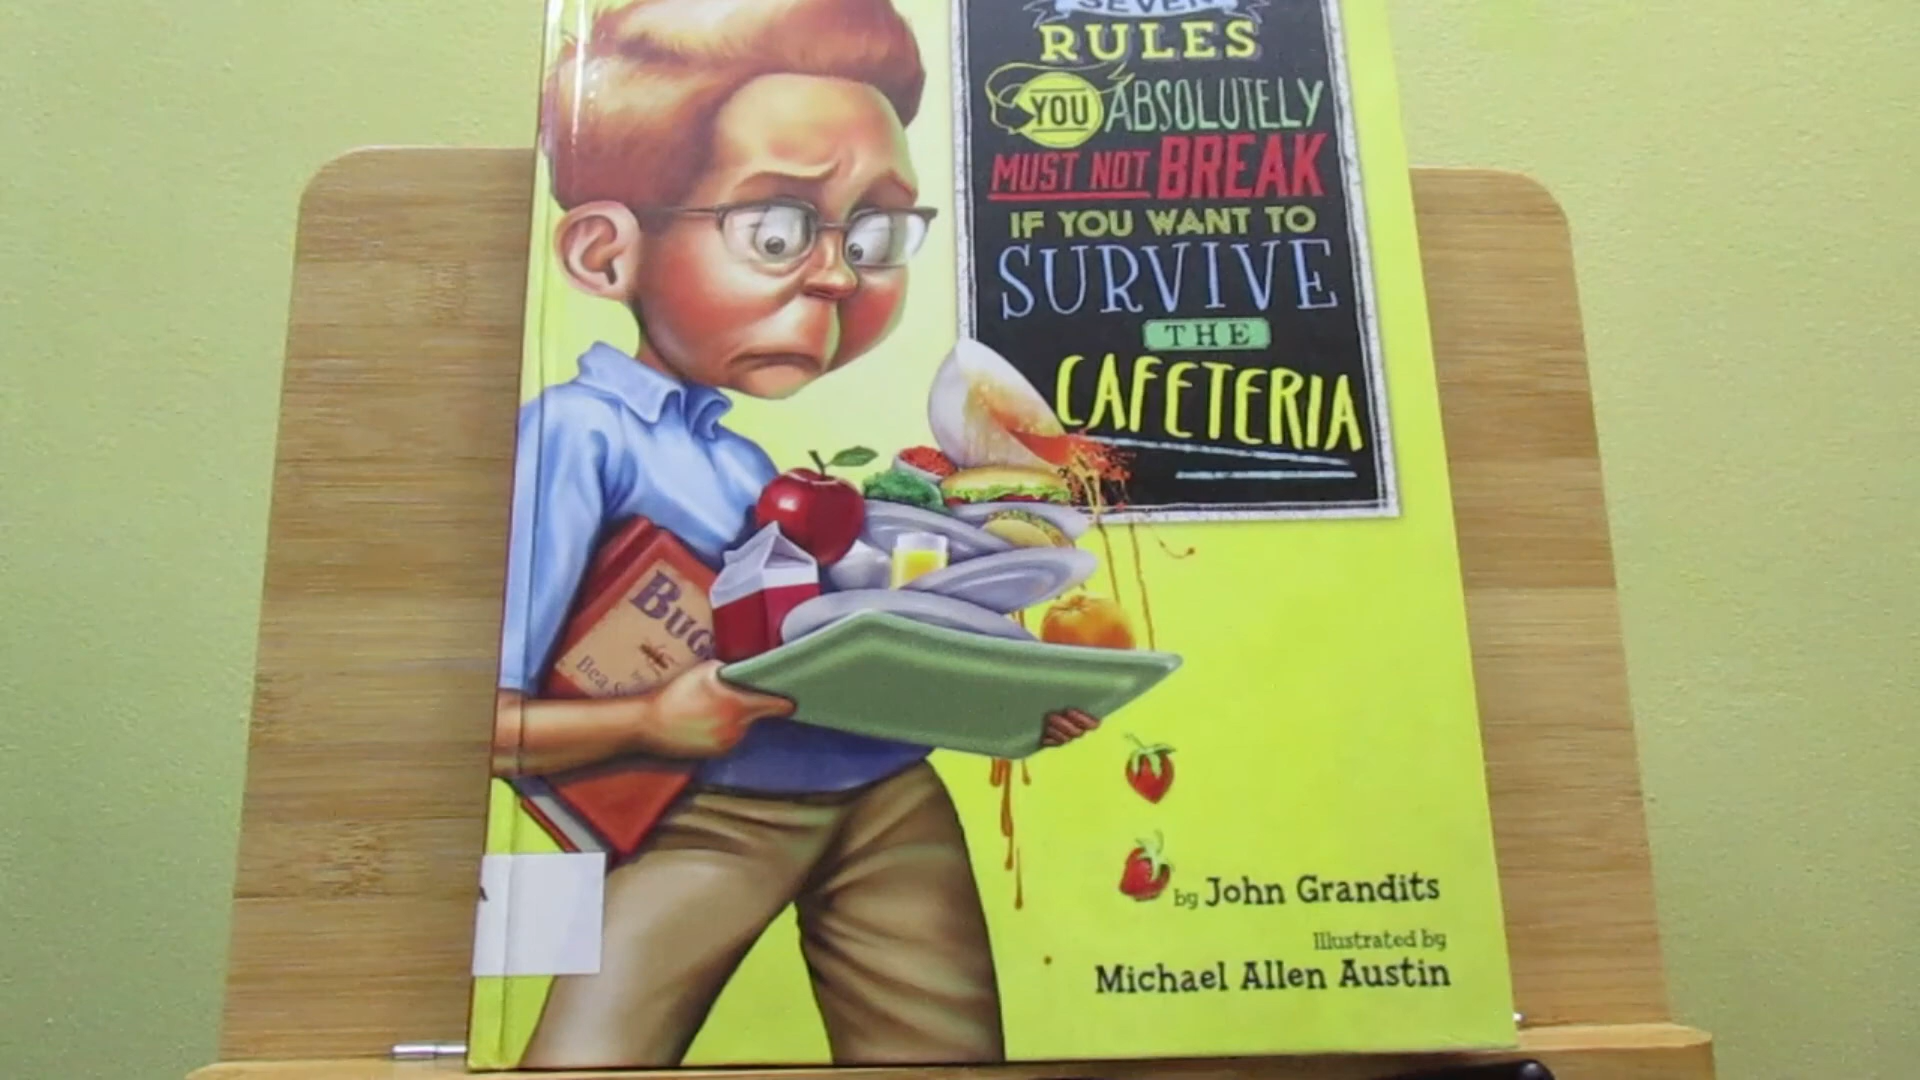 SEVEN
RULES
YOU ABSOLUTELY
MUST NOT BREAK
IF YOU WANT TO
SURVIVE
THE
CAFETERIA
BUG
Bea S
by John Grandits
Illustrated by
Michael Allen Austin